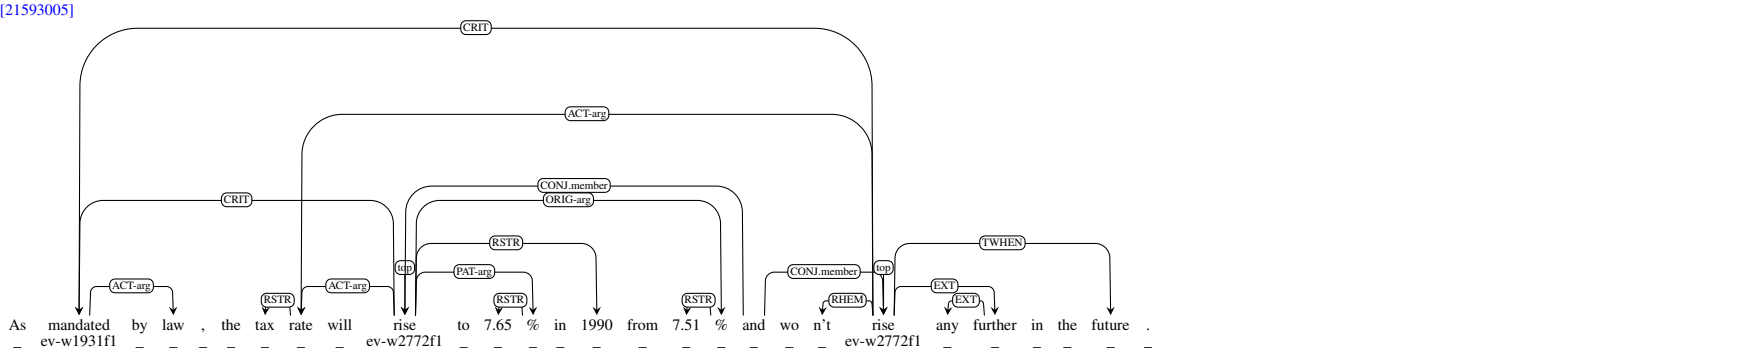 [21593005]
CRIT
ACT-arg
CONJ.member
CRIT ORIG-arg
RSTR TWHEN
top PAT-arg CONJ.member top
ACT-arg ACT-arg EXT
RSTR RSTR RSTR RHEM EXT
As mandated by law , the tax rate will rise to 7.65 % in 1990 from 7.51 % and wo n't rise any further in the future .
_ ev-w1931f1 _ _ _ _ _ _ _ ev-w2772f1 _ _ _ _ _ _ _ _ _ _ _ ev-w2772f1 _ _ _ _ _ _